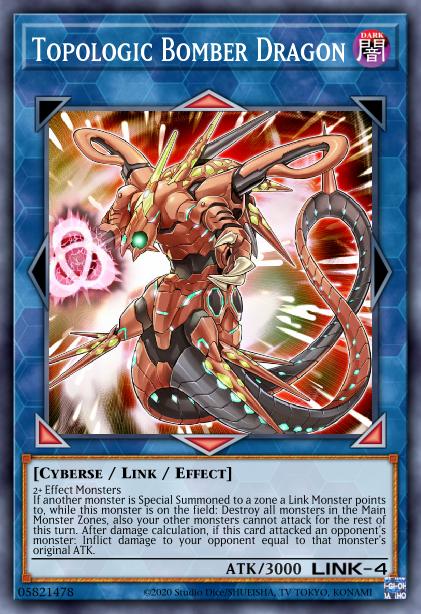 Topologic Bomber Dragon
DARK
闇
[Cyberse / Link / Effect]
2+ Effect Monsters
If another monster is Special Summoned to a zone a Link Monster points
to, while this monster is on the field: Destroy all monsters in the Main
Monster Zones, also your other monsters cannot attack for the rest of
this turn. After damage calculation, if this card attacked an opponent's
monster: Inflict damage to your opponent equal to that monster's
original ATK.
ATK/3000 LINK-4
05821478
©2020 Studio Dice/SHUEISHA, TV TOKYO, KONAMI